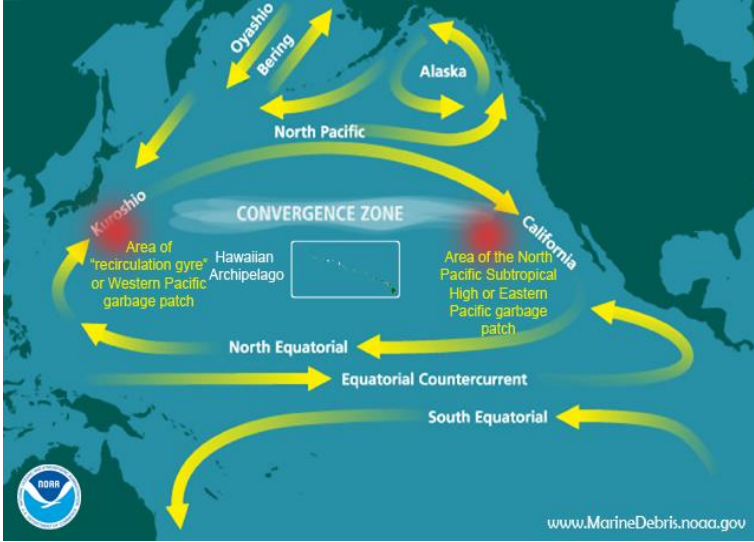 Oyashio
Bering
Alaska
North Pacific
Kuroshio
CONVERGENCE ZONE
California
Area of
"recirculation gyre"
or Western Pacific
garbage patch
Hawaiian
Archipelago
Area of the North
Pacific Subtropical
High or Eastern
Pacific garbage
patch
North Equatorial
Equatorial Countercurrent
South Equatorial
NOAA
www.MarineDebris.noaa.gov